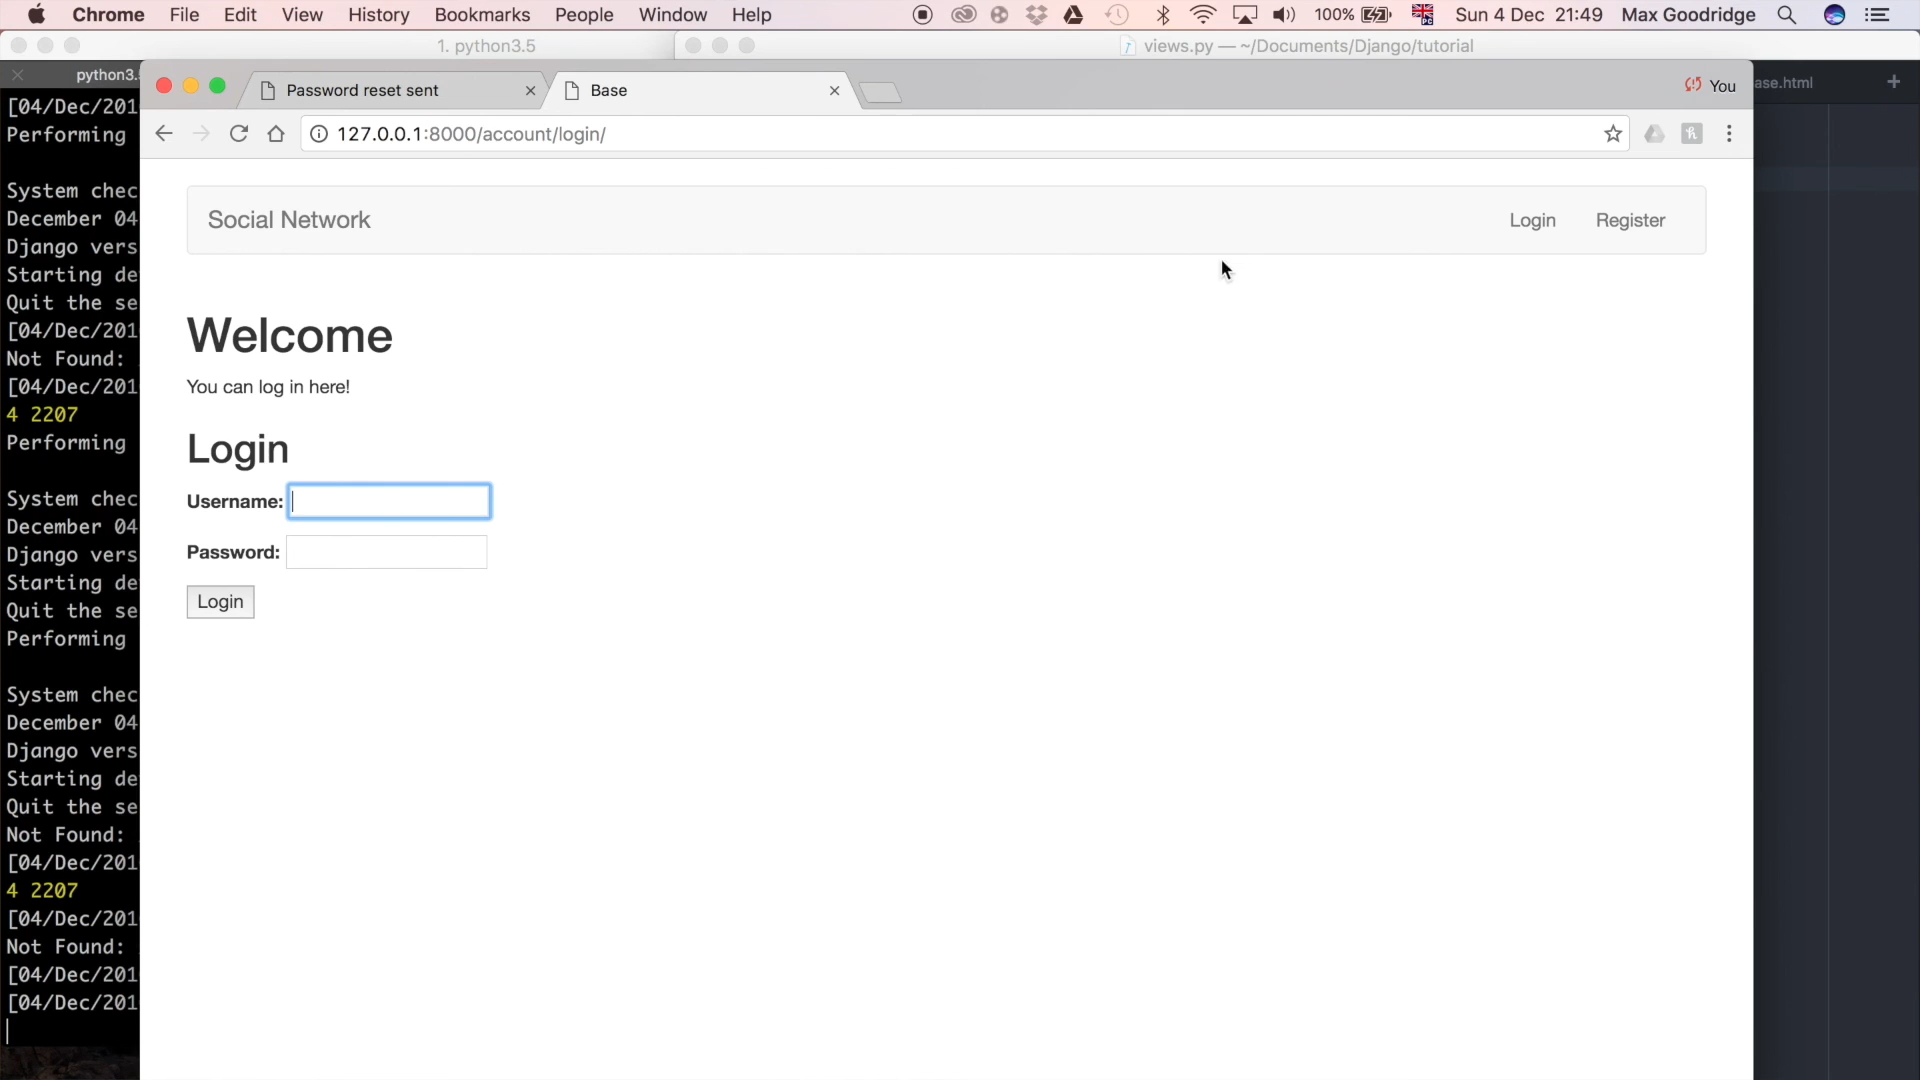 Chrome File Edit View History Bookmarks People Window Help 100% Sun 4 Dec 21:49 Max Goodridge
1. python3.5
views.py — ~/Documents/Django/tutorial
python3.
Password reset sent
Base
You
ase.html
127.0.0.1:8000/account/login/
[04/Dec/201
Performing
System chec
December 04
Django vers
Starting de
Quit the se
[04/Dec/201
Not Found:
[04/Dec/201
4 2207
Performing
System chec
December 04
Django vers
Starting de
Quit the se
Performing
System chec
December 04
Django vers
Starting de
Quit the se
Not Found:
[04/Dec/201
4 2207
[04/Dec/201
Not Found:
[04/Dec/201
[04/Dec/201
Social Network
Login
Register
Welcome
You can log in here!
Login
Username:
Password:
Login